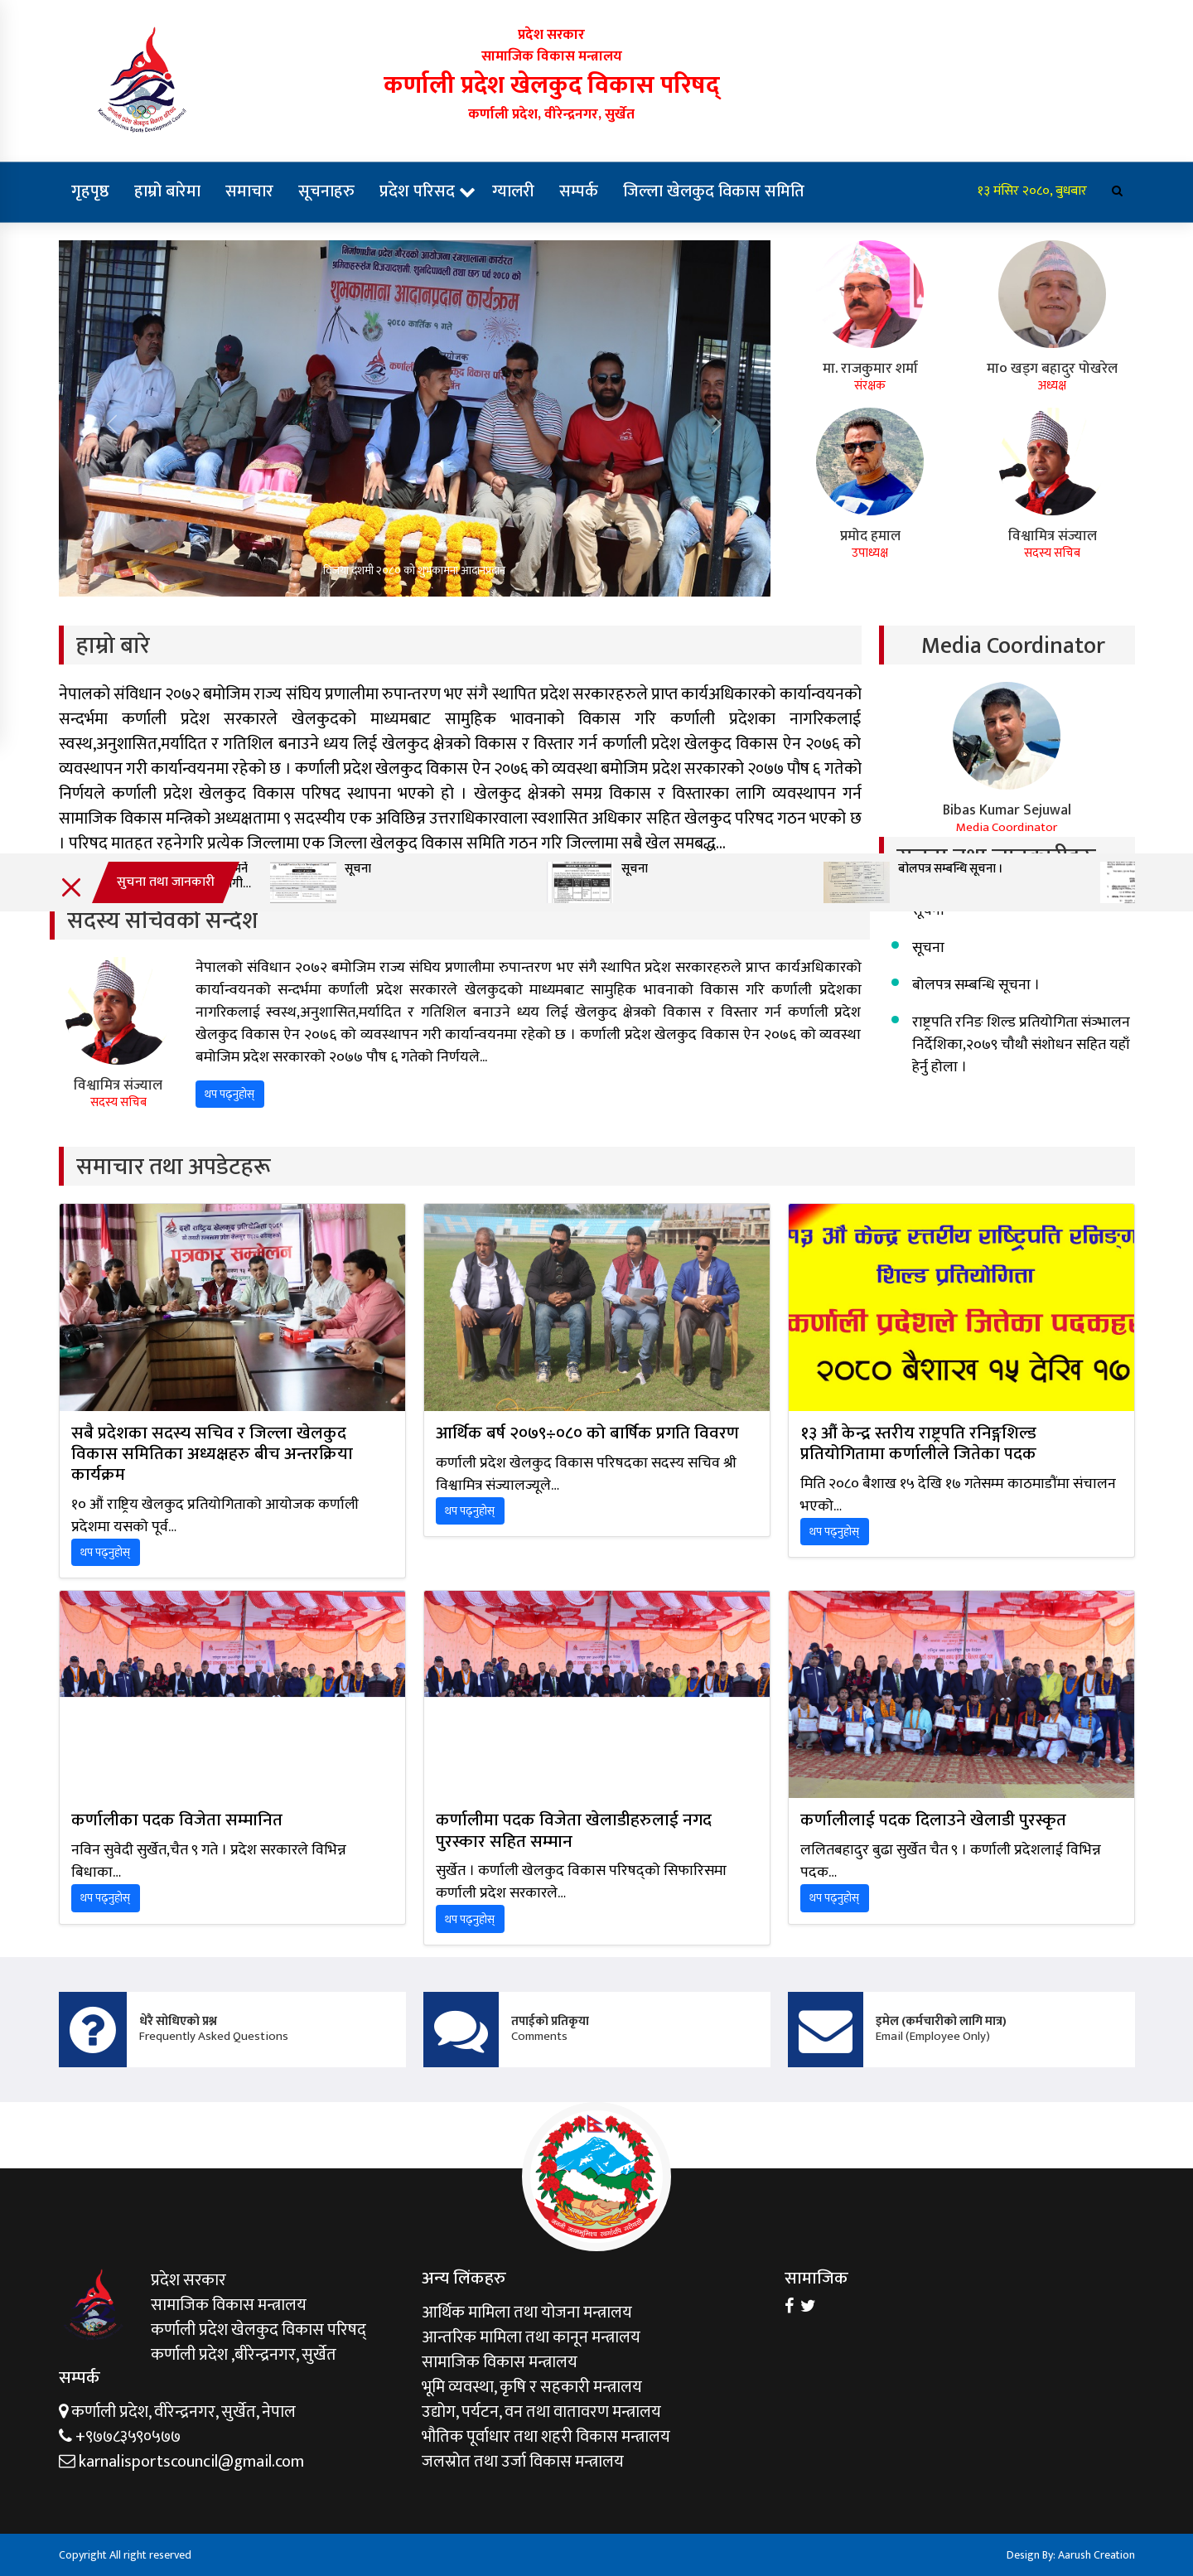 प्रदेश सरकार
सामाजिक विकास मन्त्रालय
कर्णाली प्रदेश खेलकुद विकास परिषद्
कर्णाली प्रदेश, वीरेन्द्रनगर, सुर्खेत
गृहपृष्ठ हाम्रो बारेमा समाचार सूचनाहरु प्रदेश परिसद ग्यालरी सम्पर्क जिल्ला खेलकुद विकास समिति १३ मंसिर २०८०, बुधबार
शुभकामना आदानप्रदान कार्यक्रम
२०८० कार्तिक १ गते
विजया दशमी २०८० को शुभकामना आदानप्रदान
मा. राजकुमार शर्मा
संरक्षक
मा० खड्ग बहादुर पोखरेल
अध्यक्ष
प्रमोद हमाल
उपाध्यक्ष
विश्वामित्र संज्याल
सदस्य सचिब
हाम्रो बारे
नेपालको संविधान २०७२ बमोजिम राज्य संघिय प्रणालीमा रुपान्तरण भए संगै स्थापित प्रदेश सरकारहरुले प्राप्त कार्यअधिकारको कार्यान्वयनको
सन्दर्भमा कर्णाली प्रदेश सरकारले खेलकुदको माध्यमबाट सामुहिक भावनाको विकास गरि कर्णाली प्रदेशका नागरिकलाई
स्वस्थ,अनुशासित,मर्यादित र गतिशिल बनाउने ध्यय लिई खेलकुद क्षेत्रको विकास र विस्तार गर्न कर्णाली प्रदेश खेलकुद विकास ऐन २०७६ को
व्यवस्थापन गरी कार्यान्वयनमा रहेको छ । कर्णाली प्रदेश खेलकुद विकास ऐन २०७६ को व्यवस्था बमोजिम प्रदेश सरकारको २०७७ पौष ६ गतेको
निर्णयले कर्णाली प्रदेश खेलकुद विकास परिषद स्थापना भएको हो । खेलकुद क्षेत्रको समग्र विकास र विस्तारका लागि व्यवस्थापन गर्न
सामाजिक विकास मन्त्रिको अध्यक्षतामा ९ सदस्यीय एक अविछिन्न उत्तराधिकारवाला स्वशासित अधिकार सहित खेलकुद परिषद गठन भएको छ
। परिषद मातहत रहनेगरि प्रत्येक जिल्लामा एक जिल्ला खेलकुद विकास समिति गठन गरि जिल्लामा सबै खेल समबद्ध...
Media Coordinator
Bibas Kumar Sejuwal
Media Coordinator
सुचना तथा जानकारी
सूचना
सूचना
बोलपत्र सम्बन्धि सूचना ।
सदस्य सचिवको सन्देश
नेपालको संविधान २०७२ बमोजिम राज्य संघिय प्रणालीमा रुपान्तरण भए संगै स्थापित प्रदेश सरकारहरुले प्राप्त कार्यअधिकारको
कार्यान्वयनको सन्दर्भमा कर्णाली प्रदेश सरकारले खेलकुदको माध्यमबाट सामुहिक भावनाको विकास गरि कर्णाली प्रदेशका
नागरिकलाई स्वस्थ,अनुशासित,मर्यादित र गतिशिल बनाउने ध्यय लिई खेलकुद क्षेत्रको विकास र विस्तार गर्न कर्णाली प्रदेश
खेलकुद विकास ऐन २०७६ को व्यवस्थापन गरी कार्यान्वयनमा रहेको छ । कर्णाली प्रदेश खेलकुद विकास ऐन २०७६ को व्यवस्था
बमोजिम प्रदेश सरकारको २०७७ पौष ६ गतेको निर्णयले...
थप पढ्नुहोस्
विश्वामित्र संज्याल
सदस्य सचिब
सूचना
सूचना
बोलपत्र सम्बन्धि सूचना ।
राष्ट्रपति रनिङ शिल्ड प्रतियोगिता सञ्भालन
निर्देशिका,२०७९ चौथौ संशोधन सहित यहाँ
हेर्नु होला ।
समाचार तथा अपडेटहरू
पत्रकार सम्मेलन
१३ औ केन्द्र स्तरीय राष्ट्रिपति रनिङ्ग
शिल्ड प्रतियोगिता
कर्णाली प्रदेशले जितेका पदकहरु
२०८० बैशाख १५ देखि १७
सबै प्रदेशका सदस्य सचिव र जिल्ला खेलकुद
विकास समितिका अध्यक्षहरु बीच अन्तरक्रिया
कार्यक्रम
१० औं राष्ट्रिय खेलकुद प्रतियोगिताको आयोजक कर्णाली
प्रदेशमा यसको पूर्व...
थप पढ्नुहोस्
आर्थिक बर्ष २०७९÷०८० को बार्षिक प्रगति विवरण
कर्णाली प्रदेश खेलकुद विकास परिषदका सदस्य सचिव श्री
विश्वामित्र संज्यालज्यूले...
थप पढ्नुहोस्
१३ औं केन्द्र स्तरीय राष्ट्रपति रनिङ्गशिल्ड
प्रतियोगितामा कर्णालीले जितेका पदक
मिति २०८० बैशाख १५ देखि १७ गतेसम्म काठमाडौंमा संचालन
भएको...
थप पढ्नुहोस्
कर्णालीका पदक विजेता सम्मानित
नविन सुवेदी सुर्खेत,चैत ९ गते । प्रदेश सरकारले विभिन्न
बिधाका...
थप पढ्नुहोस्
कर्णालीमा पदक विजेता खेलाडीहरुलाई नगद
पुरस्कार सहित सम्मान
सुर्खेत । कर्णाली खेलकुद विकास परिषद्को सिफारिसमा
कर्णाली प्रदेश सरकारले...
थप पढ्नुहोस्
कर्णालीलाई पदक दिलाउने खेलाडी पुरस्कृत
ललितबहादुर बुढा सुर्खेत चैत ९ । कर्णाली प्रदेशलाई विभिन्न
पदक...
थप पढ्नुहोस्
धेरै सोधिएको प्रश्न
Frequently Asked Questions
तपाईको प्रतिकृया
Comments
इमेल (कर्मचारीको लागि मात्र)
Email (Employee Only)
प्रदेश सरकार
सामाजिक विकास मन्त्रालय
कर्णाली प्रदेश खेलकुद विकास परिषद्
कर्णाली प्रदेश ,बीरेन्द्रनगर, सुर्खेत
सम्पर्क
कर्णाली प्रदेश, वीरेन्द्रनगर, सुर्खेत, नेपाल
+९७७८३५९०५७७
karnalisportscouncil@gmail.com
अन्य लिंकहरु
आर्थिक मामिला तथा योजना मन्त्रालय
आन्तरिक मामिला तथा कानून मन्त्रालय
सामाजिक विकास मन्त्रालय
भूमि व्यवस्था, कृषि र सहकारी मन्त्रालय
उद्योग, पर्यटन, वन तथा वातावरण मन्त्रालय
भौतिक पूर्वाधार तथा शहरी विकास मन्त्रालय
जलस्रोत तथा उर्जा विकास मन्त्रालय
सामाजिक
Copyright All right reserved
Design By: Aarush Creation